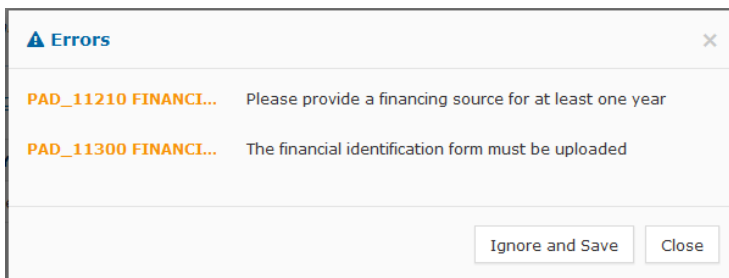 Errors
×
PAD_11210 FINANCI... Please provide a financing source for at least one year
PAD_11300 FINANCI... The financial identification form must be uploaded
Ignore and Save Close